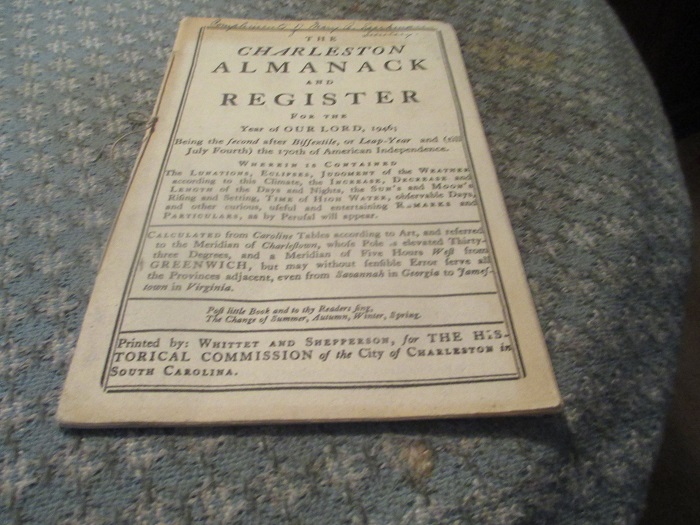 Compliments of
Secretary
THE
CHARLESTON
ALMANACK
AND
REGISTER
FOR THE
Year of OUR LORD, 1946;
Being the ſecond after Biſſextile, or Leap-Year and (till
July Fourth) the 170th of American Independence.
WHEREIN IS CONTAINED
The LUNATIONS, ECLIPSES, JUDGMENT of the WEATHER
according to this Climate, the INCREASE, DECREASE and
LENGTH of the Days and Nights, the SUN's and MOON's
Riſing and Setting, TIME of HIGH WATER, obſervable Days,
and other curious, uſeful and entertaining REMARKS and
PARTICULARS, as by Peruſal will appear.
CALCULATED from Carolina Tables according to Art, and referred
to the Meridian of Charleſtown, whoſe Pole is elevated Thirty-
three Degrees, and a Meridian of Five Hours Weſt from
GREENWICH, but may without ſenſible Error ſerve all
the Provinces adjacent, even from Savannah in Georgia to Jameſ-
town in Virginia.
Paſſ little Book and to thy Readers ſing,
The Change of Summer, Autumn, Winter, Spring.
Printed by: WHITTET AND SHEPPERSON, for THE HIS-
TORICAL COMMISSION of the City of CHARLESTON in
SOUTH CAROLINA.